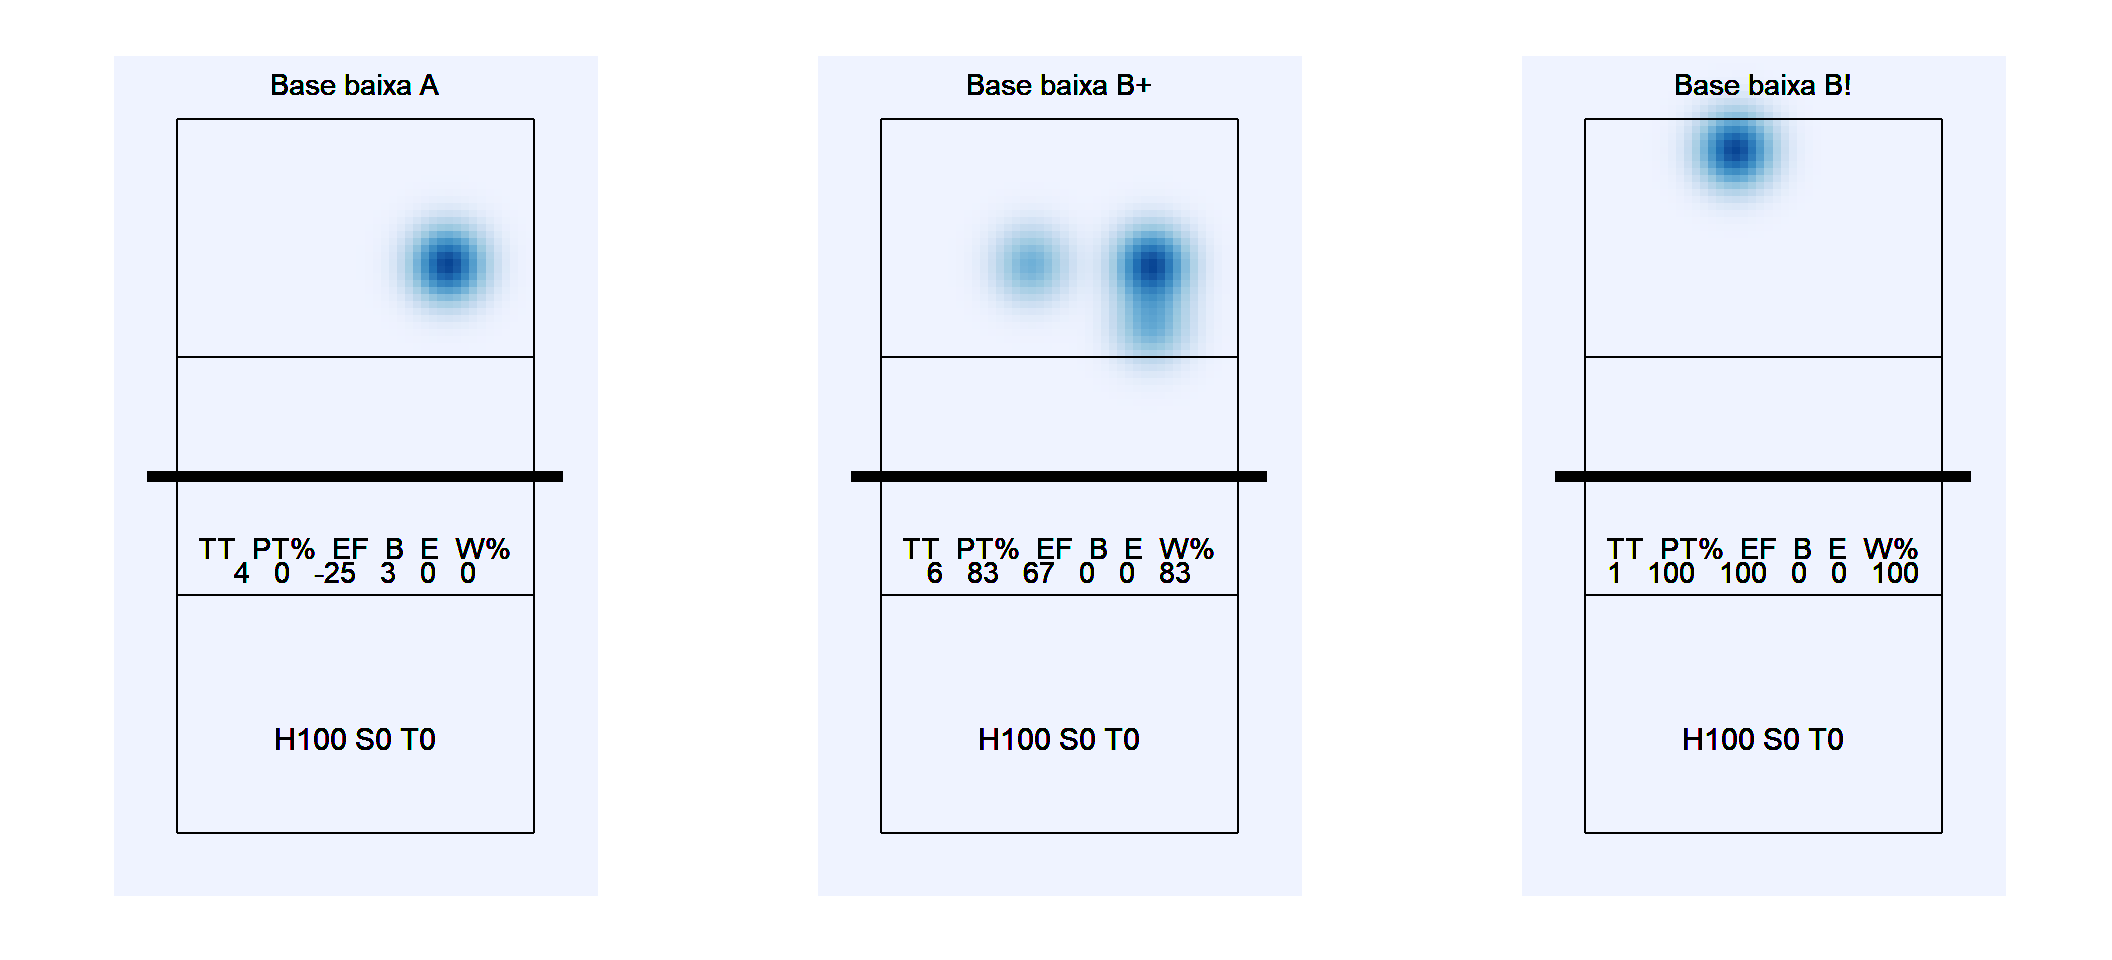 Base baixa A
TT PT% EF B E W%
4 0 -25 3 0 0
H100 S0 T0
Base baixa B+
TT PT% EF B E W%
6 83 67 0 0 83
H100 S0 T0
Base baixa B!
TT PT% EF B E W%
1 100 100 0 0 100
H100 S0 T0